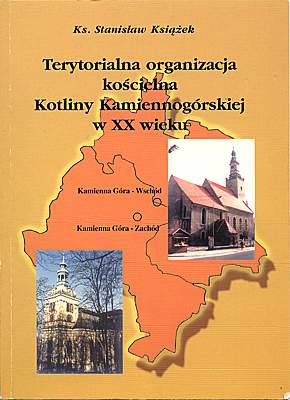 Ks. Stanisław Książek
Terytorialna organizacja
kościelna
Kotliny Kamiennogórskiej
w XX wieku
Kamienna Góra - Wschód
Kamienna Góra - Zachód